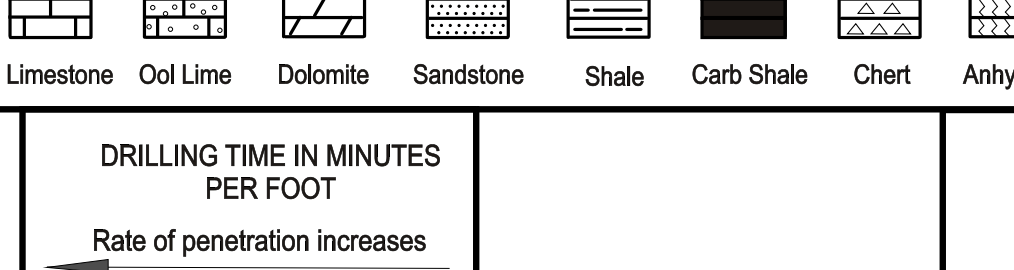 Limestone Ool Lime Dolomite Sandstone Shale Carb Shale Chert Anhy
DRILLING TIME IN MINUTES
PER FOOT
Rate of penetration increases